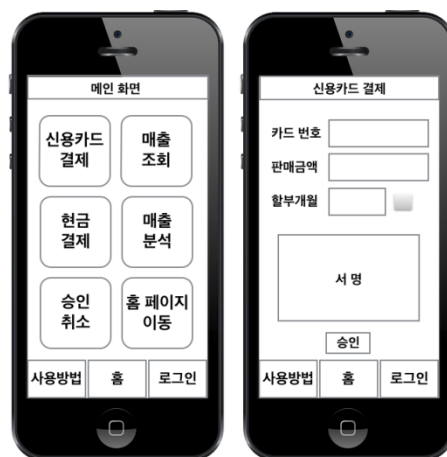 메인 화면
신용카드 매출
결제 조회
현금 매출
결제 분석
승인 홈 페이지
취소 이동
사용방법 홈 로그인
신용카드 결제
카드 번호
판매금액
할부개월
서 명
승인
사용방법 홈 로그인